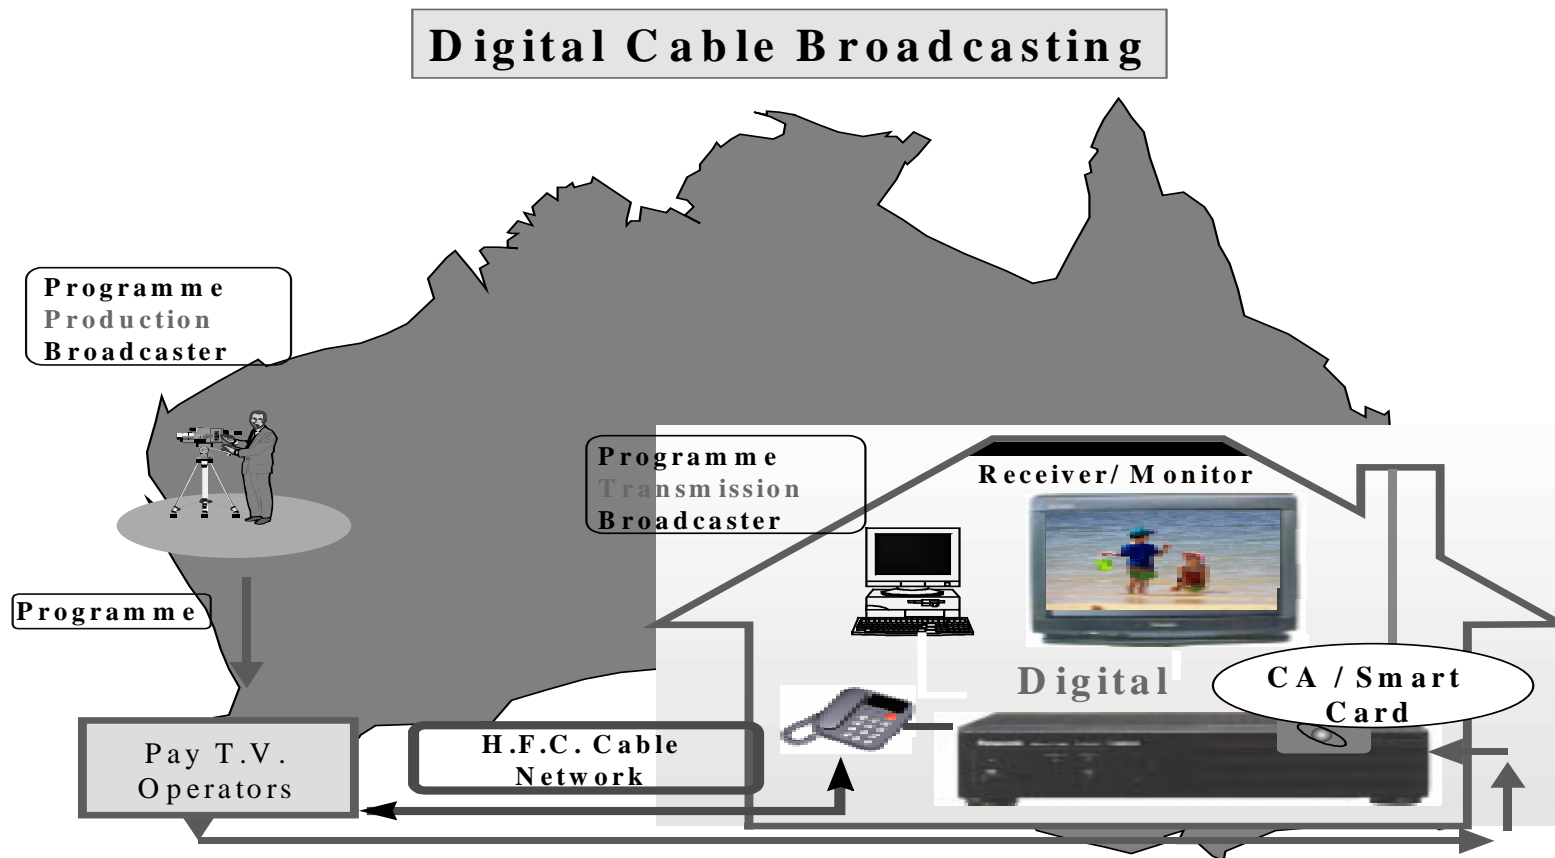 Digital Cable Broadcasting
Programme
Production
Broadcaster
Programme
Transmission
Broadcaster
Receiver/ Monitor
Programme
Digital
CA / Smart
Card
Pay T.V.
Operators
H.F.C. Cable
Network